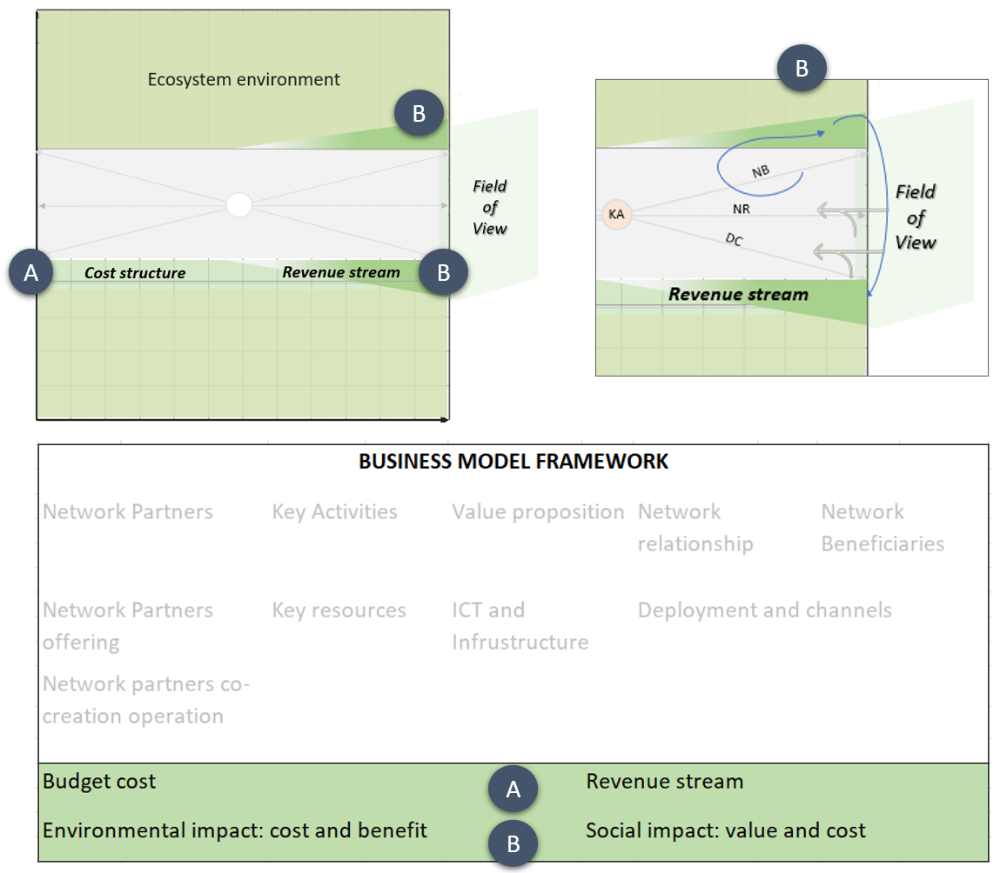 Ecosystem environment
B
Field
of
View
A
Cost structure
Revenue stream
B
B
NB
KA
NR
DC
Field
of
View
Revenue stream
BUSINESS MODEL FRAMEWORK
Network Partners
Key Activities
Value proposition
Network
relationship
Network
Beneficiaries
Network Partners
offering
Key resources
ICT and
Infrustructure
Deployment and channels
Network partners co-
creation operation
Budget cost
A
Revenue stream
Environmental impact: cost and benefit
B
Social impact: value and cost